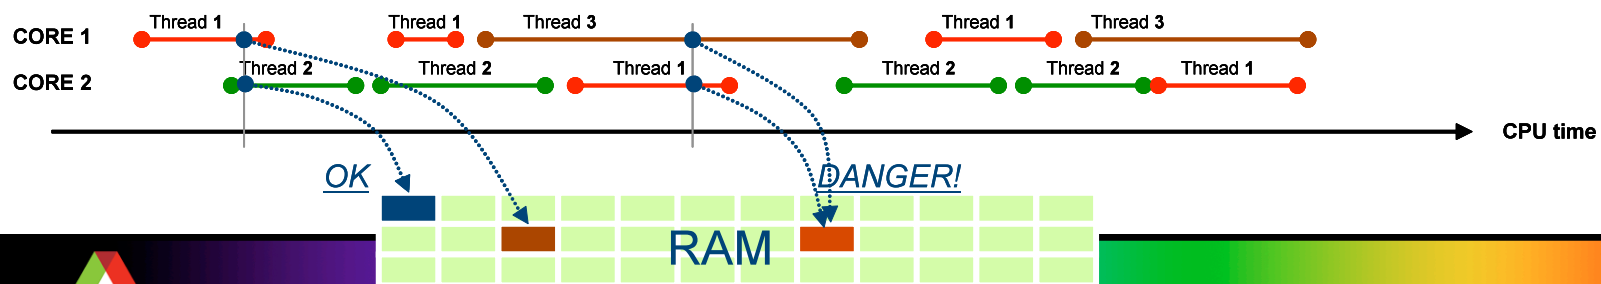 Thread 1
Thread 1
Thread 3
Thread 1
Thread 3
CORE 1
Thread 2
Thread 2
Thread 1
Thread 2
Thread 2
Thread 1
CORE 2
CPU time
OK
DANGER!
RAM